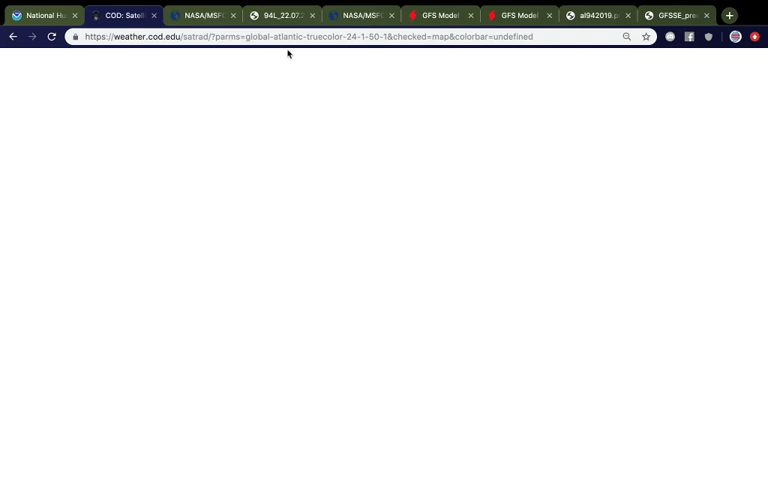 National Hu
COD: Satell
NASA/MSFC
94L_22.07.2
NASA/MSFC
GFS Model
GFS Model
al942019.p
GFSSE_pre
https://weather.cod.edu/satrad/?parms=global-atlantic-truecolor-24-1-50-1&checked=map&colorbar=undefined